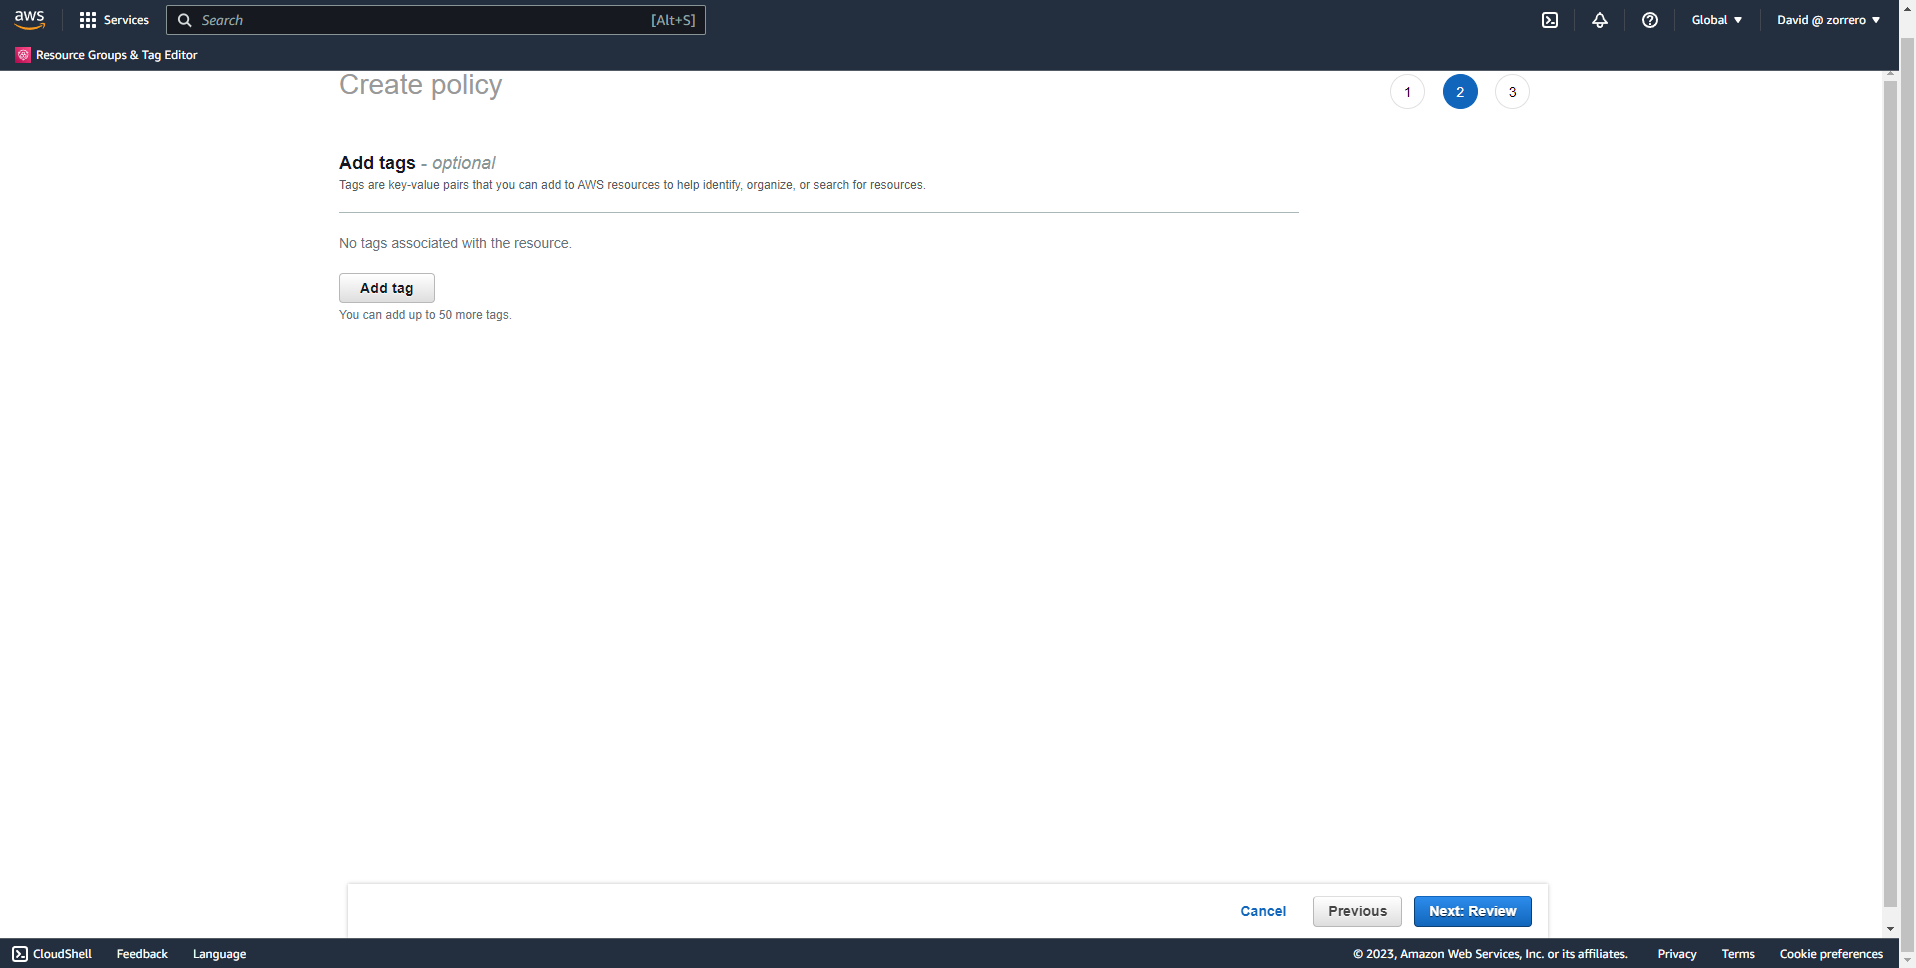 aws
Services
Search
[Alt+S]
Global
David @ zorrero
Resource Groups & Tag Editor
Create policy
1
2
3
Add tags - optional
Tags are key-value pairs that you can add to AWS resources to help identify, organize, or search for resources.
No tags associated with the resource.
Add tag
You can add up to 50 more tags.
Cancel
Previous
Next: Review
CloudShell
Feedback
Language
© 2023, Amazon Web Services, Inc. or its affiliates.
Privacy
Terms
Cookie preferences